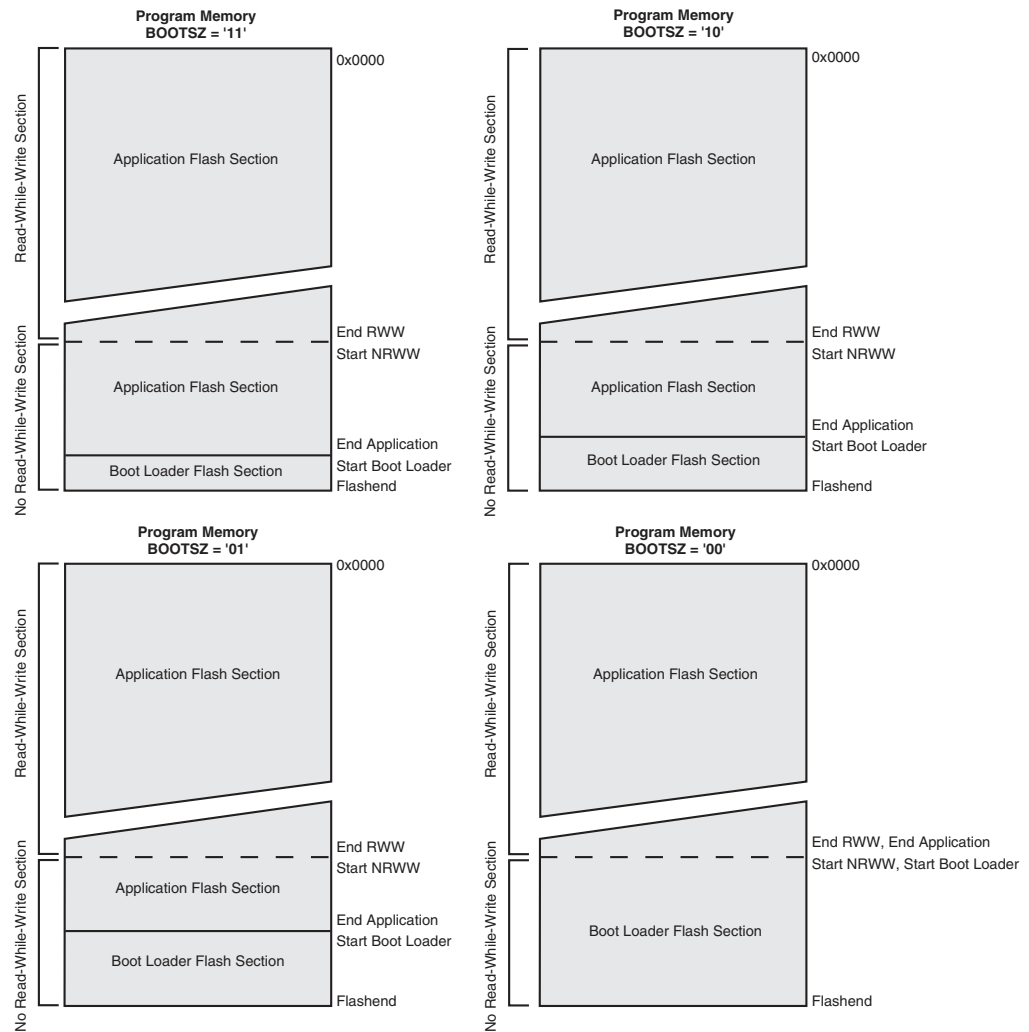 Program Memory
BOOTSZ = '11'
0x0000
Read-While-Write Section
Application Flash Section
End RWW
Start NRWW
No Read-While-Write Section
Application Flash Section
End Application
Start Boot Loader
Boot Loader Flash Section
Flashend
Program Memory
BOOTSZ = '10'
0x0000
Read-While-Write Section
Application Flash Section
End RWW
Start NRWW
No Read-While-Write Section
Application Flash Section
End Application
Start Boot Loader
Boot Loader Flash Section
Flashend
Program Memory
BOOTSZ = '01'
0x0000
Read-While-Write Section
Application Flash Section
End RWW
Start NRWW
No Read-While-Write Section
Application Flash Section
End Application
Start Boot Loader
Boot Loader Flash Section
Flashend
Program Memory
BOOTSZ = '00'
0x0000
Read-While-Write Section
Application Flash Section
End RWW, End Application
Start NRWW, Start Boot Loader
No Read-While-Write Section
Boot Loader Flash Section
Flashend